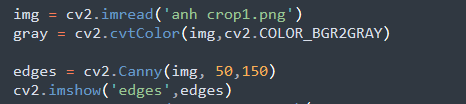 img = cv2.imread('anh crop1.png')
gray = cv2.cvtColor(img,cv2.COLOR_BGR2GRAY)
edges = cv2.Canny(img, 50,150)
cv2.imshow('edges',edges)